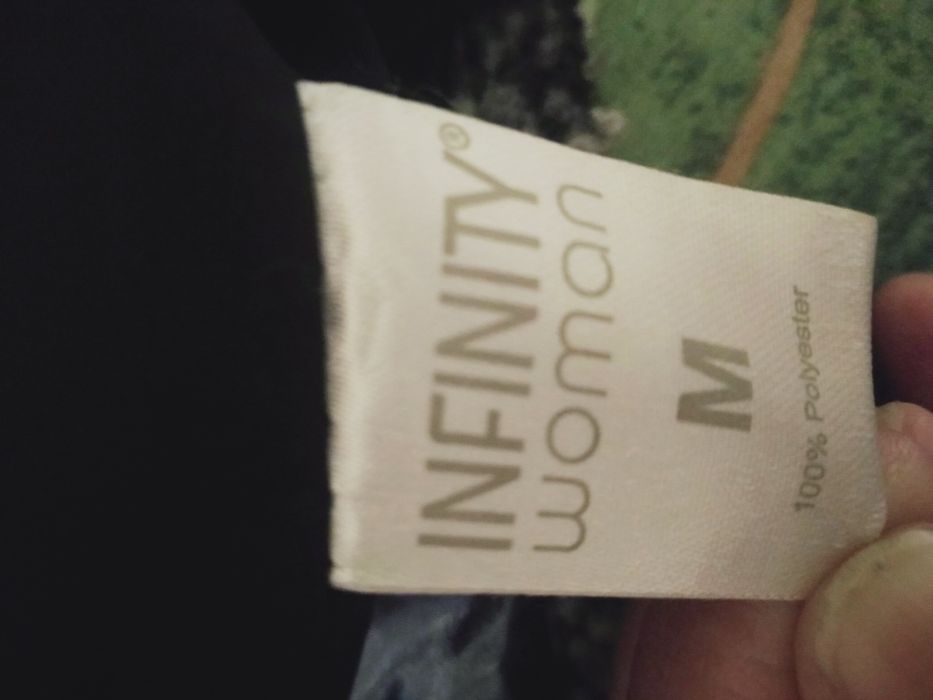 INFINITY®
woman
M
100% Polyester